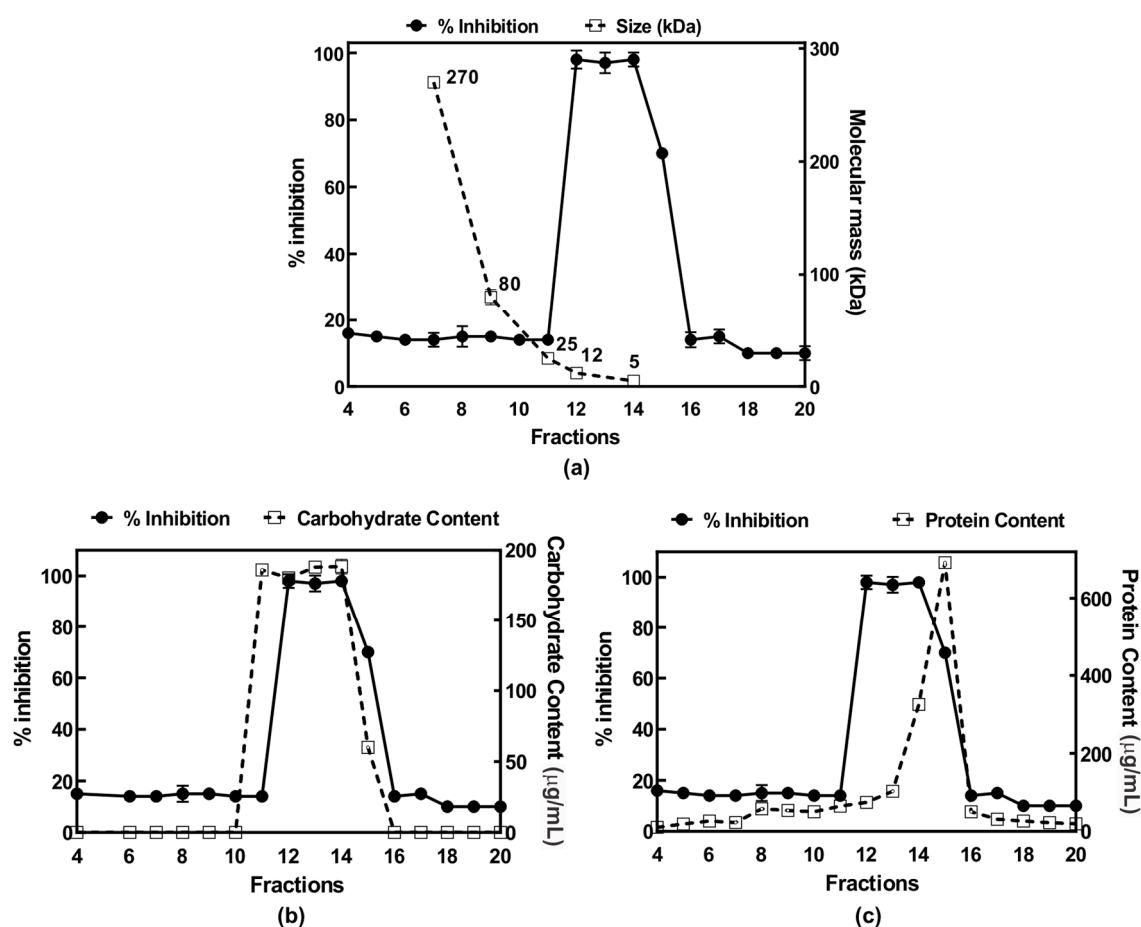 % Inhibition Size (kDa)
100
80
60
40
20
0
% inhibition
270
80
25
12
5
300
200
100
0
Molecular mass (kDa)
4 6 8 10 12 14 16 18 20
Fractions
(a)
% Inhibition Carbohydrate Content
100
80
60
40
20
0
% inhibition
200
150
100
50
0
Carbohydrate Content (µg/mL)
4 6 8 10 12 14 16 18 20
Fractions
(b)
% Inhibition Protein Content
100
80
60
40
20
0
% inhibition
600
400
200
0
Protein Content (µg/mL)
4 6 8 10 12 14 16 18 20
Fractions
(c)